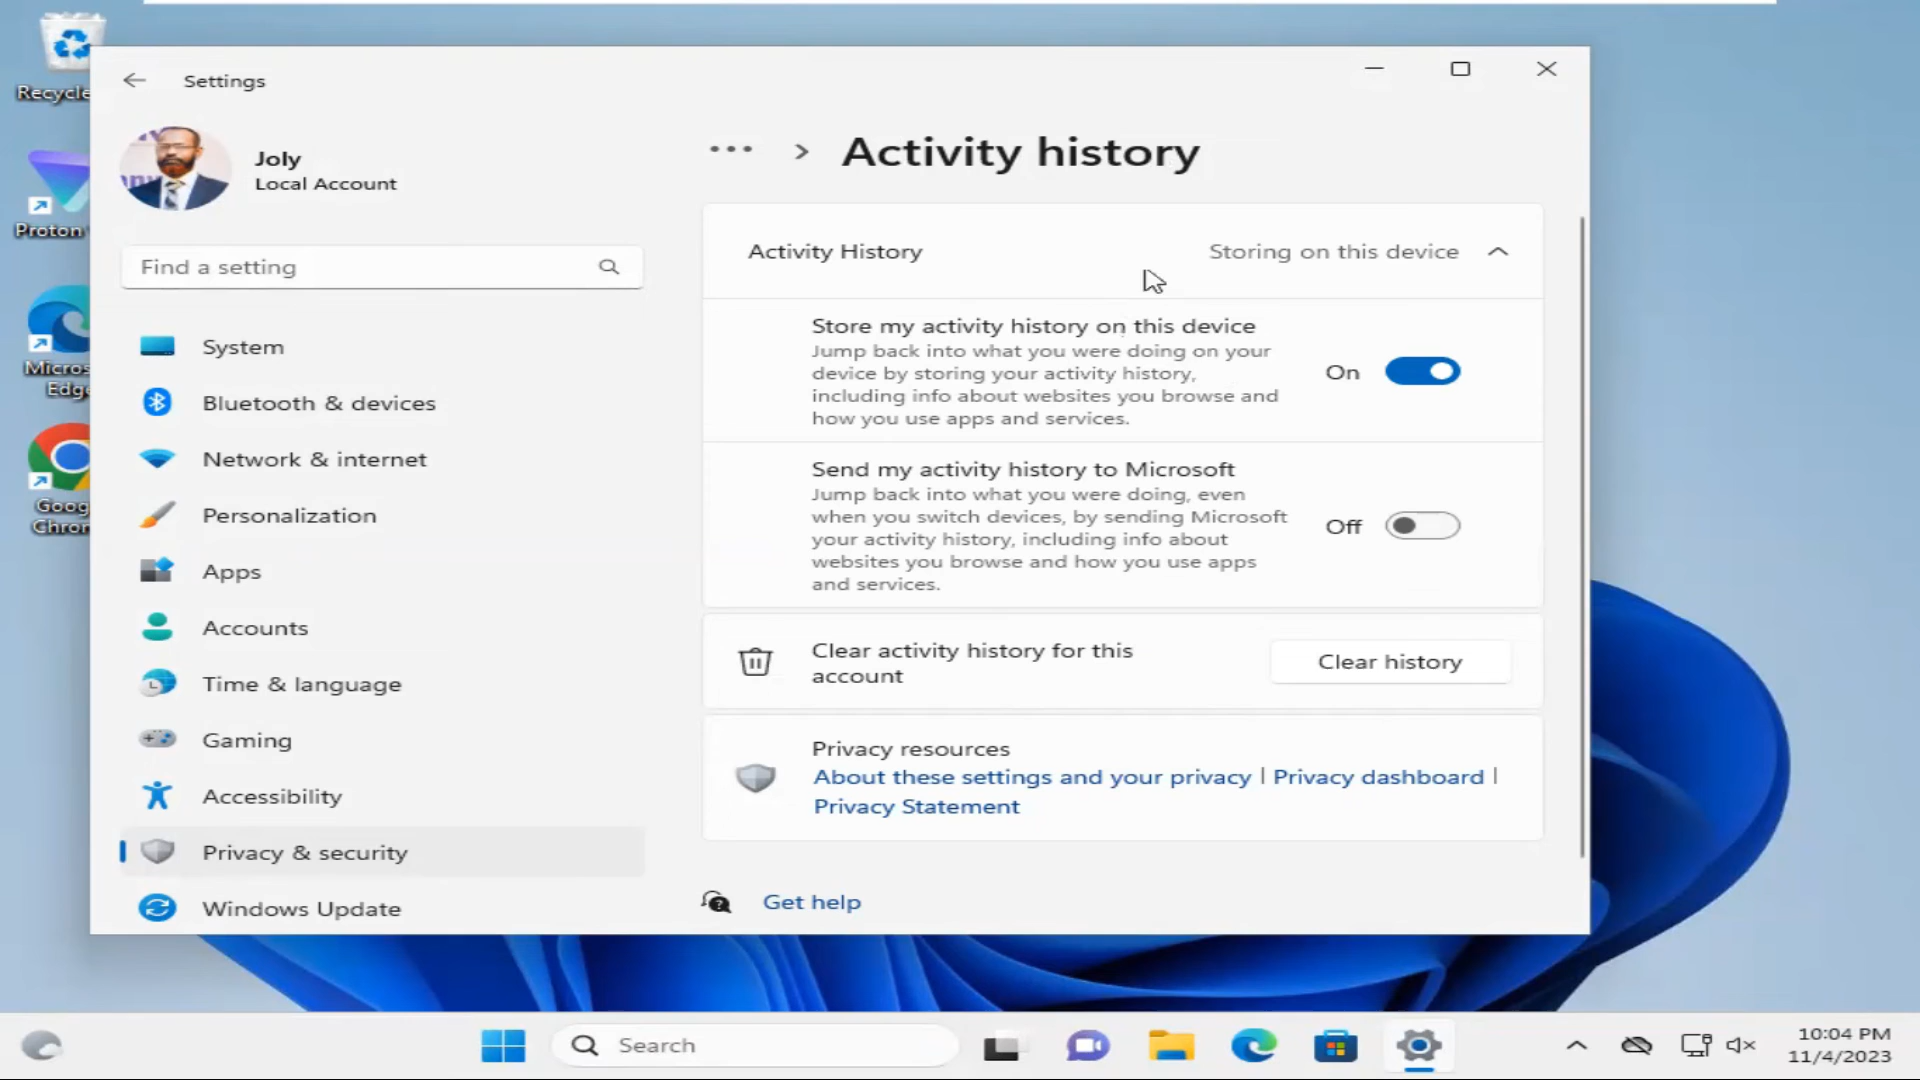 Recycle
Proton
Micros
Edge
Goog
Chrom
Settings
Joly
Local Account
Find a setting
System
Bluetooth & devices
Network & internet
Personalization
Apps
Accounts
Time & language
Gaming
Accessibility
Privacy & security
Windows Update
... > Activity history
Activity History
Storing on this device
Store my activity history on this device
Jump back into what you were doing on your
device by storing your activity history,
including info about websites you browse and
how you use apps and services.
On
Send my activity history to Microsoft
Jump back into what you were doing, even
when you switch devices, by sending Microsoft
your activity history, including info about
websites you browse and how you use apps
and services.
Off
Clear activity history for this
account
Clear history
Privacy resources
About these settings and your privacy | Privacy dashboard |
Privacy Statement
Get help
Search
10:04 PM
11/4/2023